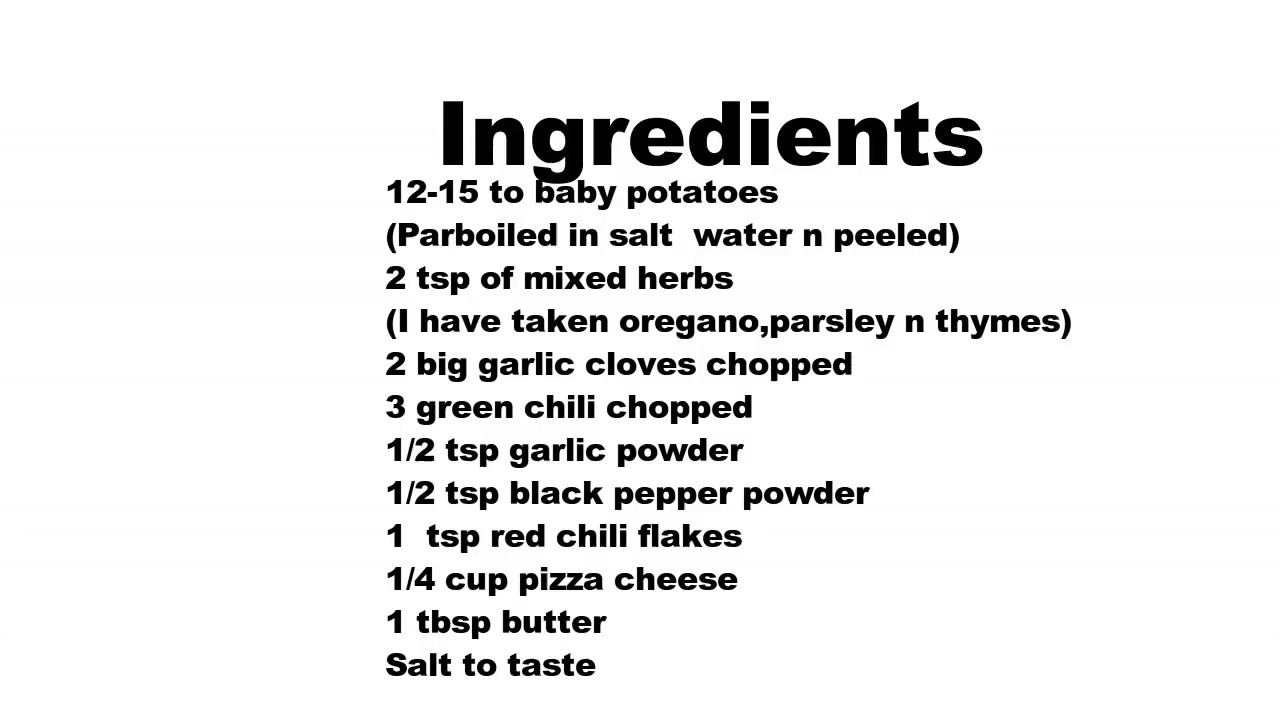 Ingredients
12-15 to baby potatoes
(Parboiled in salt  water n peeled)
2 tsp of mixed herbs
(I have taken oregano,parsley n thymes)
2 big garlic cloves chopped
3 green chili chopped
1/2 tsp garlic powder
1/2 tsp black pepper powder
1  tsp red chili flakes
1/4 cup pizza cheese
1 tbsp butter
Salt to taste